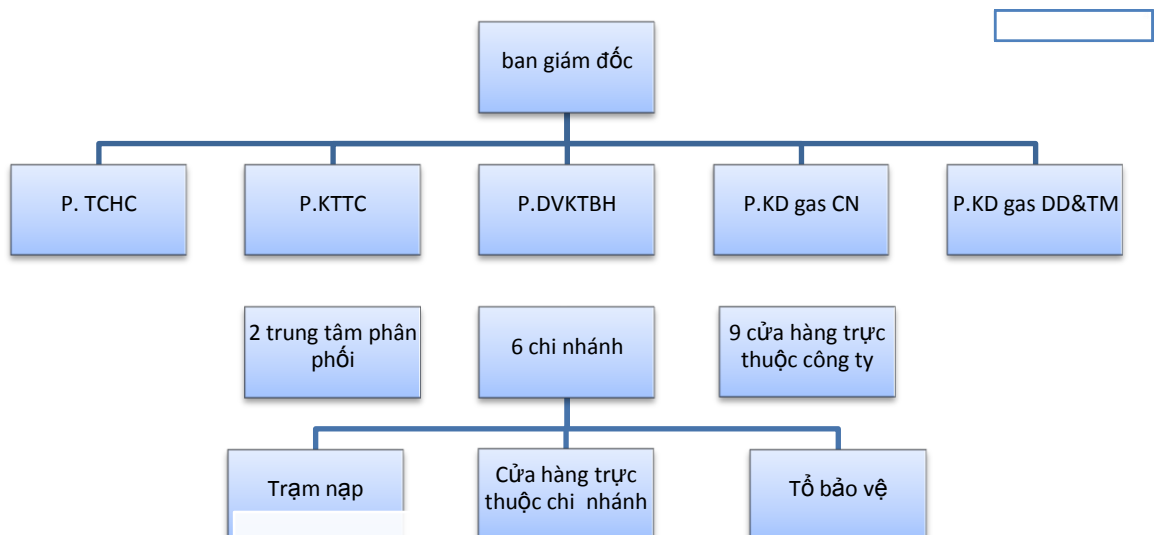 ban giám đốc
P. TCHC
P.KTTC
P.DVKTBH
P.KD gas CN
P.KD gas DD&TM
2 trung tâm phân
phối
6 chi nhánh
9 cửa hàng trực
thuộc công ty
Trạm nạp
Cửa hàng trực
thuộc chi nhánh
Tổ bảo vệ